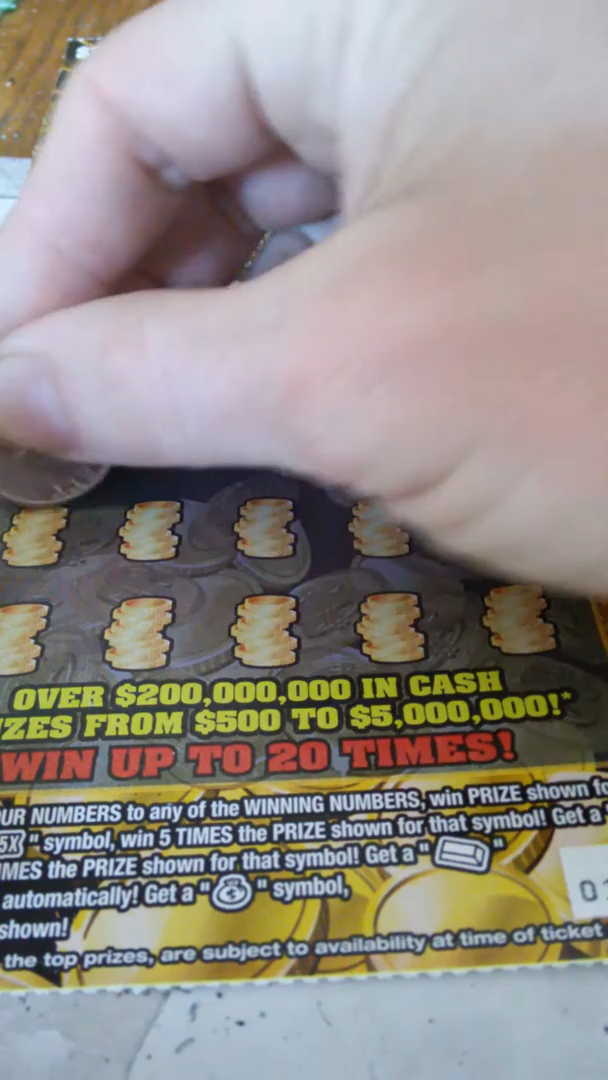 OVER $200,000,000 IN CASH
ZES FROM $500 TO $5,000,000!*
WIN UP TO 20 TIMES!
UR NUMBERS to any of the WINNING NUMBERS, win PRIZE shown fo
5X" symbol, win 5 TIMES the PRIZE shown for that symbol! Get a "
MES the PRIZE shown for that symbol! Get a " "
automatically! Get a " $ " symbol,
shown!
the top prizes, are subject to availability at time of ticket
0